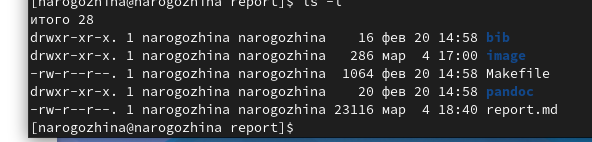 [narogozhina@narogozhina report]$ ls -l
итого 28
drwxr-xr-x. 1 narogozhina narogozhina    16 фев 20 14:58 bib
drwxr-xr-x. 1 narogozhina narogozhina   286 мар  4 17:00 image
-rw-r--r--. 1 narogozhina narogozhina  1064 фев 20 14:58 Makefile
drwxr-xr-x. 1 narogozhina narogozhina    20 фев 20 14:58 pandoc
-rw-r--r--. 1 narogozhina narogozhina 23116 мар  4 18:40 report.md
[narogozhina@narogozhina report]$